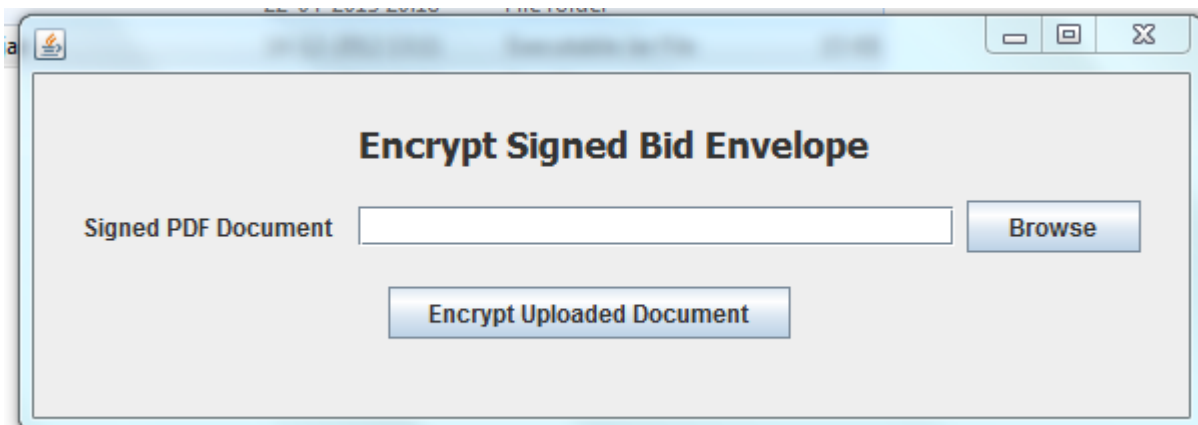 Encrypt Signed Bid Envelope
Signed PDF Document
Browse
Encrypt Uploaded Document